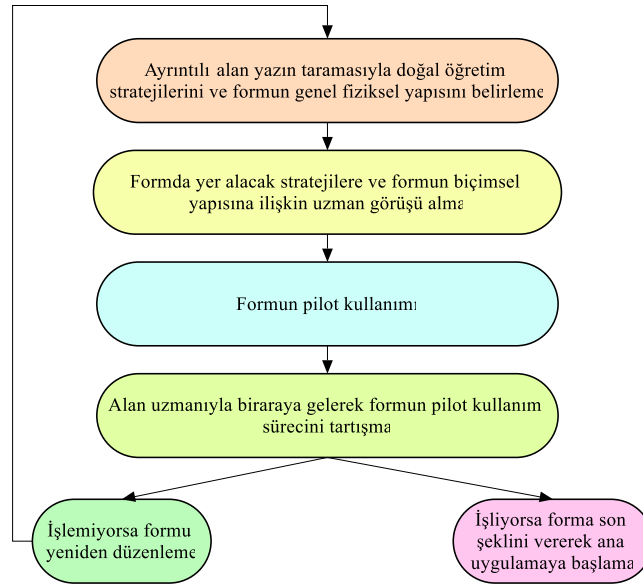 Ayrıntılı alan yazın taramasıyla doğal öğretim
stratejilerini ve formun genel fiziksel yapısını belirleme
Formda yer alacak stratejilere ve formun biçimsel
yapısına ilişkin uzman görüşü alma
Formun pilot kullanımı
Alan uzmanıyla biraraya gelerek formun pilot kullanım
sürecini tartışma
İşlemiyorsa formu
yeniden düzenleme
İşliyorsa forma son
şeklini vererek ana
uygulamaya başlama